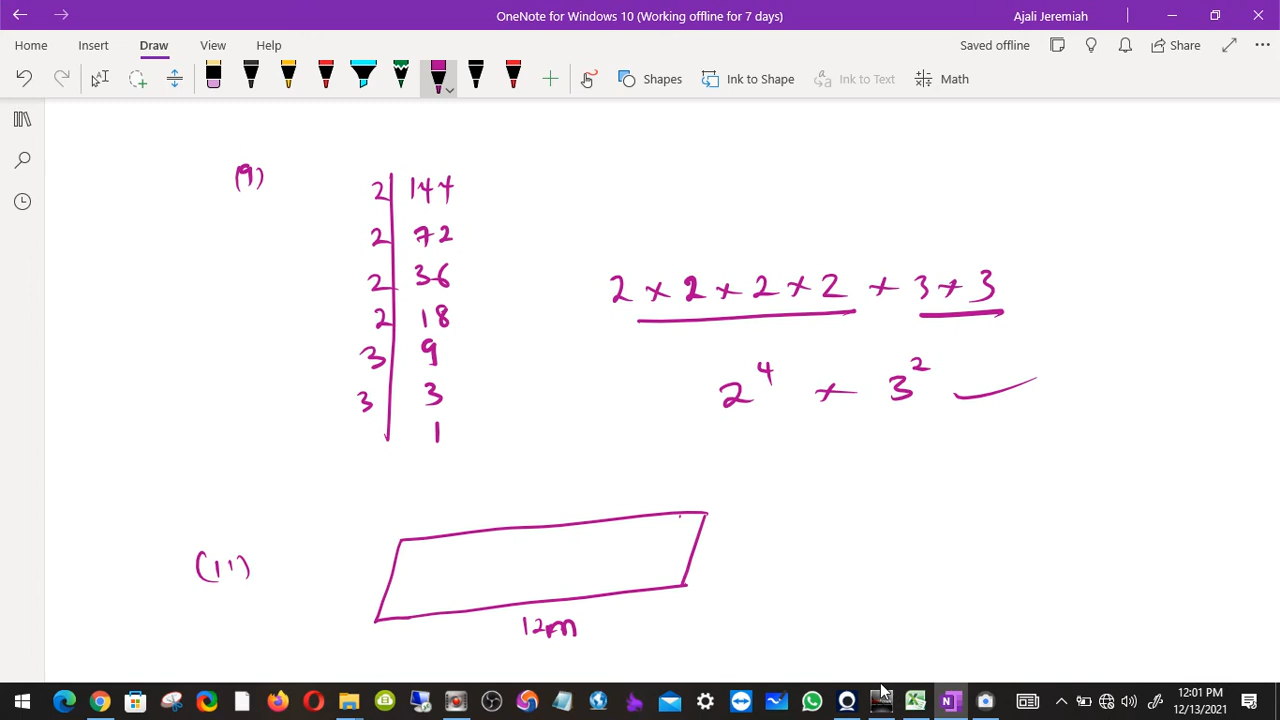 OneNote for Windows 10 (Working offline for 7 days)
Ajali Jeremiah
Home Insert Draw View Help
Saved offline
Share
Shapes
Ink to Shape
Ink to Text
Math
(9)
2 144
2 72
2 36
2 18
3 9
3 3
1
2 × 2 × 2 × 2 × 3 × 3
2⁴ × 3²
(11)
12m
12:01 PM
12/13/2021